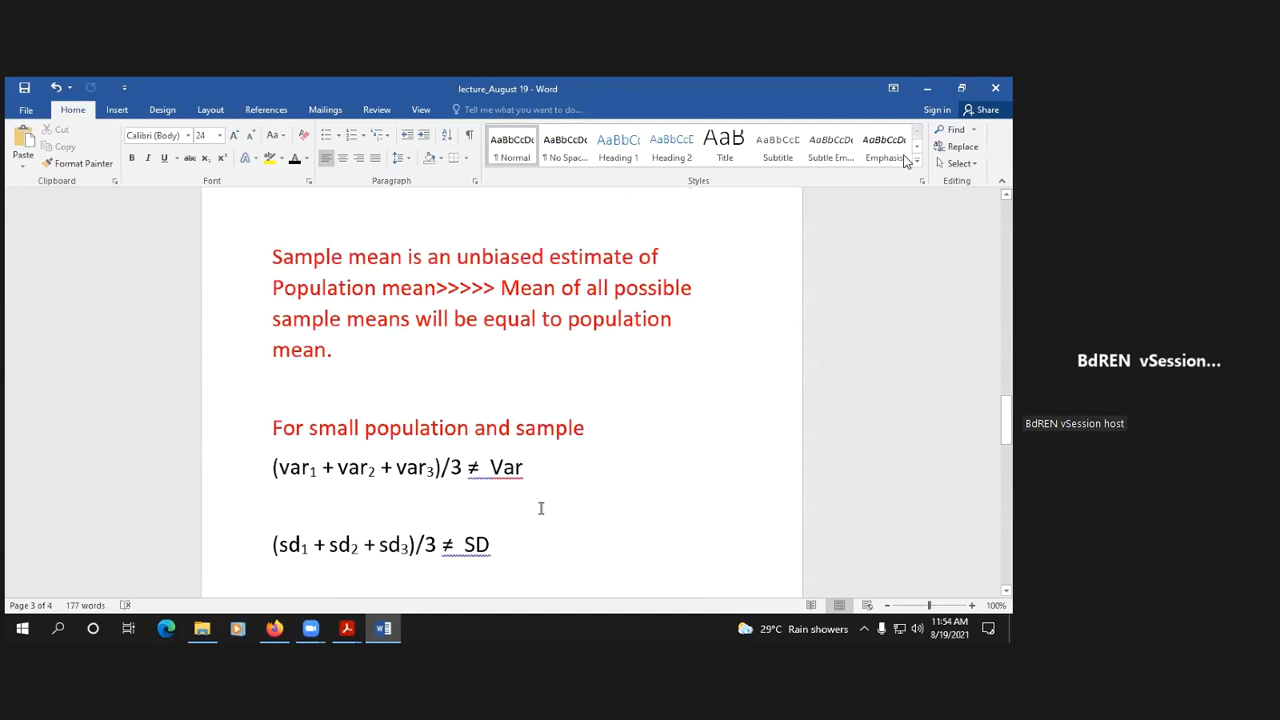 lecture_August 19 - Word
File Home Insert Design Layout References Mailings Review View Tell me what you want to do... Sign in Share
Paste Cut Copy Format Painter
Calibri (Body) 24
AaBbCcDc AaBbCcDc AaBbCc AaBbCcD AaB AaBbCcD AaBbCcDc AaBbCcDc
¶ Normal ¶ No Spac... Heading 1 Heading 2 Title Subtitle Subtle Em... Emphasis
Find
Replace
Select
Clipboard Font Paragraph Styles Editing
Sample mean is an unbiased estimate of
Population mean>>>>> Mean of all possible
sample means will be equal to population
mean.
For small population and sample
(var₁ + var₂ + var₃)/3 ≠ Var
(sd₁ + sd₂ + sd₃)/3 ≠ SD
BdREN vSession...
BdREN vSession host
Page 3 of 4 177 words 100%
29°C Rain showers 11:54 AM
8/19/2021